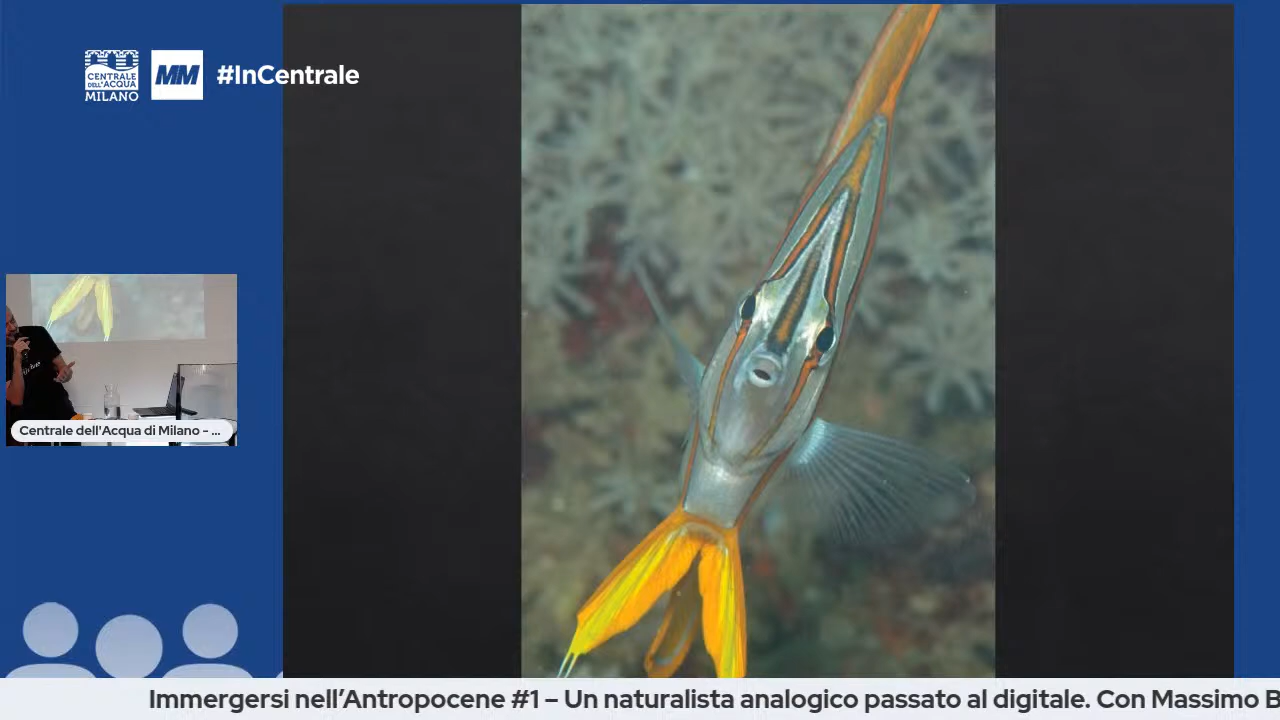 CENTRALE
DELL'ACQUA
MILANO
MM
#InCentrale
Centrale dell'Acqua di Milano - ...
Immergersi nell'Antropocene #1 – Un naturalista analogico passato al digitale. Con Massimo B